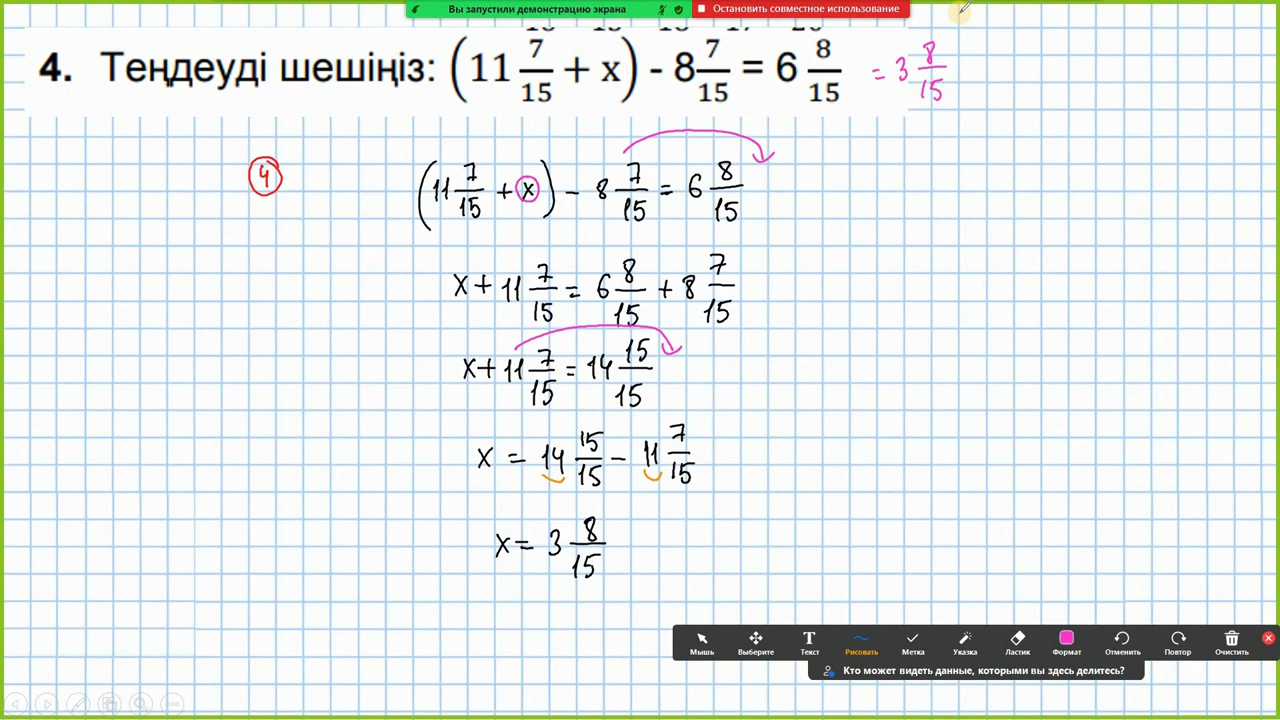 Вы запустили демонстрацию экрана
Остановить совместное использование
4. Теңдеуді шешіңіз: (11 7/15 + x) - 8 7/15 = 6 8/15 = 3 8/15
4
(11 7/15 + x) - 8 7/15 = 6 8/15
x + 11 7/15 = 6 8/15 + 8 7/15
x + 11 7/15 = 14 15/15
x = 14 15/15 - 11 7/15
x = 3 8/15
Мышь
Выберите
Текст
Рисовать
Метка
Указка
Ластик
Формат
Отменить
Повтор
Очистить
Кто может видеть данные, которыми вы здесь делитесь?